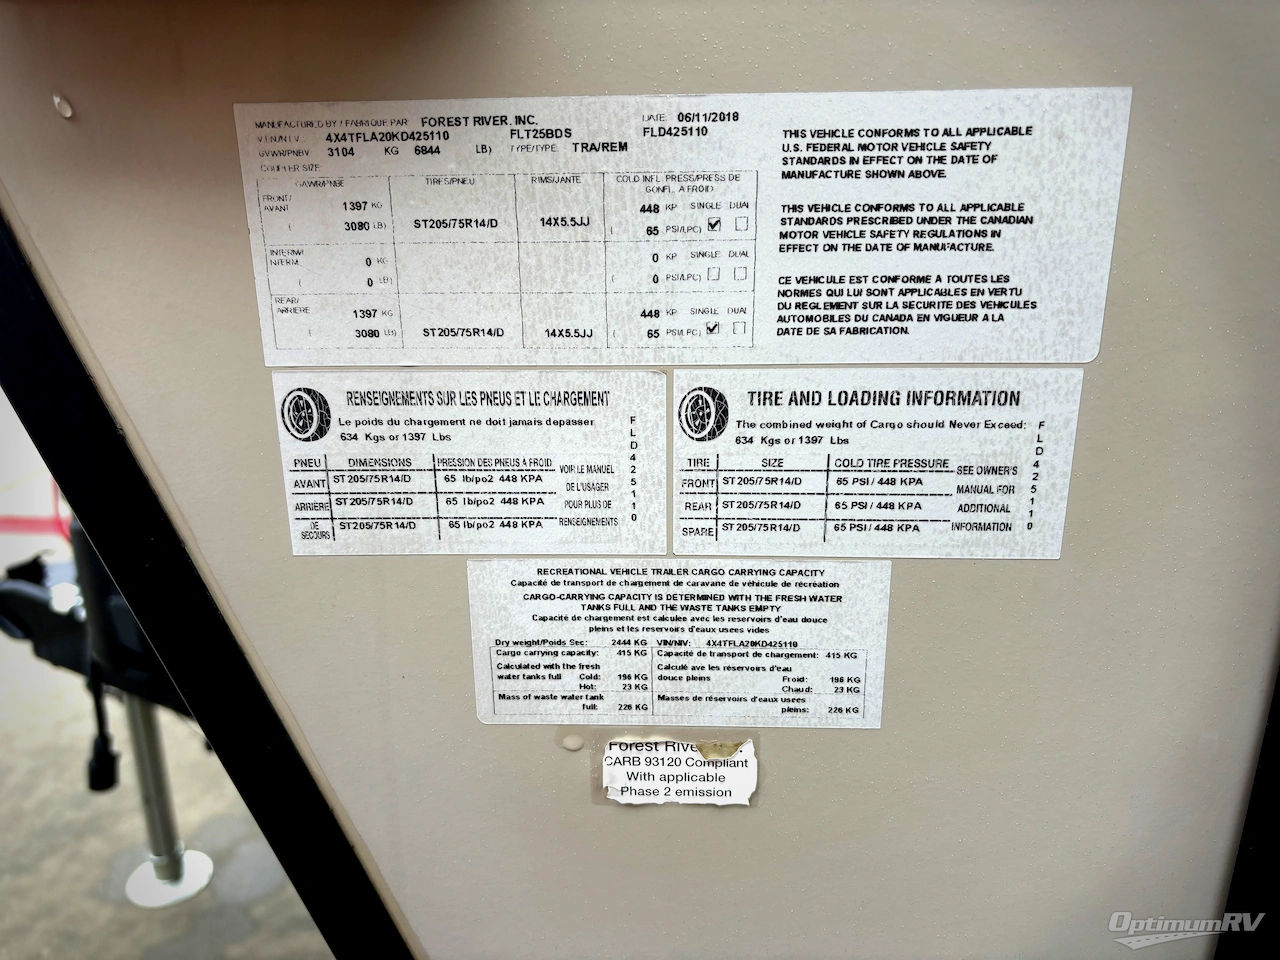 MANUFACTURED BY / FABRIQUE PAR FOREST RIVER, INC. DATE: 06/11/2018
V.I.N./N.I.V. 4X4TFLA20KD425110 FLT25BDS FLD425110
GVWR/PNBV 3104 KG 6844 LB) TYPE/TYPE: TRA/REM
COUPLER SIZE
GAWR/PNBE TIRES/PNEU RIMS/JANTE COLD INFL. PRESS/PRESS DE GONFL. A FROID
FRONT/ AVANT 1397 KG 448 KP SINGLE DUAL
( 3080 LB) ST205/75R14/D 14X5.5JJ ( 65 PSI/LPC)
INTERM/ INTERM. 0 KG 0 KP SINGLE DUAL
( 0 LB) ( 0 PSI/LPC)
REAR/ ARRIERE 1397 KG 448 KP SINGLE DUAL
( 3080 LB) ST205/75R14/D 14X5.5JJ ( 65 PSI/LPC)
THIS VEHICLE CONFORMS TO ALL APPLICABLE
U.S. FEDERAL MOTOR VEHICLE SAFETY
STANDARDS IN EFFECT ON THE DATE OF
MANUFACTURE SHOWN ABOVE.
THIS VEHICLE CONFORMS TO ALL APPLICABLE
STANDARDS PRESCRIBED UNDER THE CANADIAN
MOTOR VEHICLE SAFETY REGULATIONS IN
EFFECT ON THE DATE OF MANUFACTURE.
CE VEHICULE EST CONFORME A TOUTES LES
NORMES QUI LUI SONT APPLICABLES EN VERTU
DU REGLEMENT SUR LA SECURITE DES VEHICULES
AUTOMOBILES DU CANADA EN VIGUEUR A LA
DATE DE SA FABRICATION.
RENSEIGNEMENTS SUR LES PNEUS ET LE CHARGEMENT
Le poids du chargement ne doit jamais depasser
634 Kgs or 1397 Lbs
PNEU DIMENSIONS PRESSION DES PNEUS A FROID
AVANT ST205/75R14/D 65 lb/po2 448 KPA
ARRIERE ST205/75R14/D 65 lb/po2 448 KPA
DE SECOURS ST205/75R14/D 65 lb/po2 448 KPA
VOIR LE MANUEL
DE L'USAGER
POUR PLUS DE
RENSEIGNEMENTS
FLD425110
TIRE AND LOADING INFORMATION
The combined weight of Cargo should Never Exceed:
634 Kgs or 1397 Lbs
TIRE SIZE COLD TIRE PRESSURE
FRONT ST205/75R14/D 65 PSI / 448 KPA
REAR ST205/75R14/D 65 PSI / 448 KPA
SPARE ST205/75R14/D 65 PSI / 448 KPA
SEE OWNER'S
MANUAL FOR
ADDITIONAL
INFORMATION
FLD425110
RECREATIONAL VEHICLE TRAILER CARGO CARRYING CAPACITY
Capacité de transport de chargement de caravane de véhicule de récréation
CARGO-CARRYING CAPACITY IS DETERMINED WITH THE FRESH WATER
TANKS FULL AND THE WASTE TANKS EMPTY
Capacité de chargement est calculée avec les réservoirs d'eau douce
pleins et les reservoirs d'eaux usees vides
Dry weight/Poids Sec: 2444 KG VIN/NIV: 4X4TFLA20KD425110
Cargo carrying capacity: 415 KG Capacité de transport de chargement: 415 KG
Calculated with the fresh Calculé ave les réservoirs d'eau
water tanks full Cold: 196 KG douce pleins Froid: 196 KG
Hot: 23 KG Chaud: 23 KG
Mass of waste water tank Masses de réservoirs d'eaux usees
full: 226 KG pleins: 226 KG
Forest Rive
CARB 93120 Compliant
With applicable
Phase 2 emission
OptimumRV